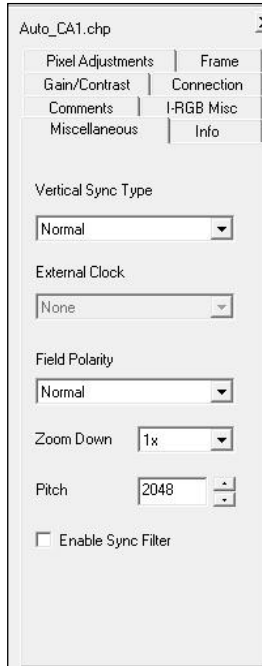 Auto_CA1.chp
Pixel Adjustments Frame
Gain/Contrast Connection
Comments I-RGB Misc
Miscellaneous Info
Vertical Sync Type
Normal
External Clock
None
Field Polarity
Normal
Zoom Down 1x
Pitch 2048
Enable Sync Filter